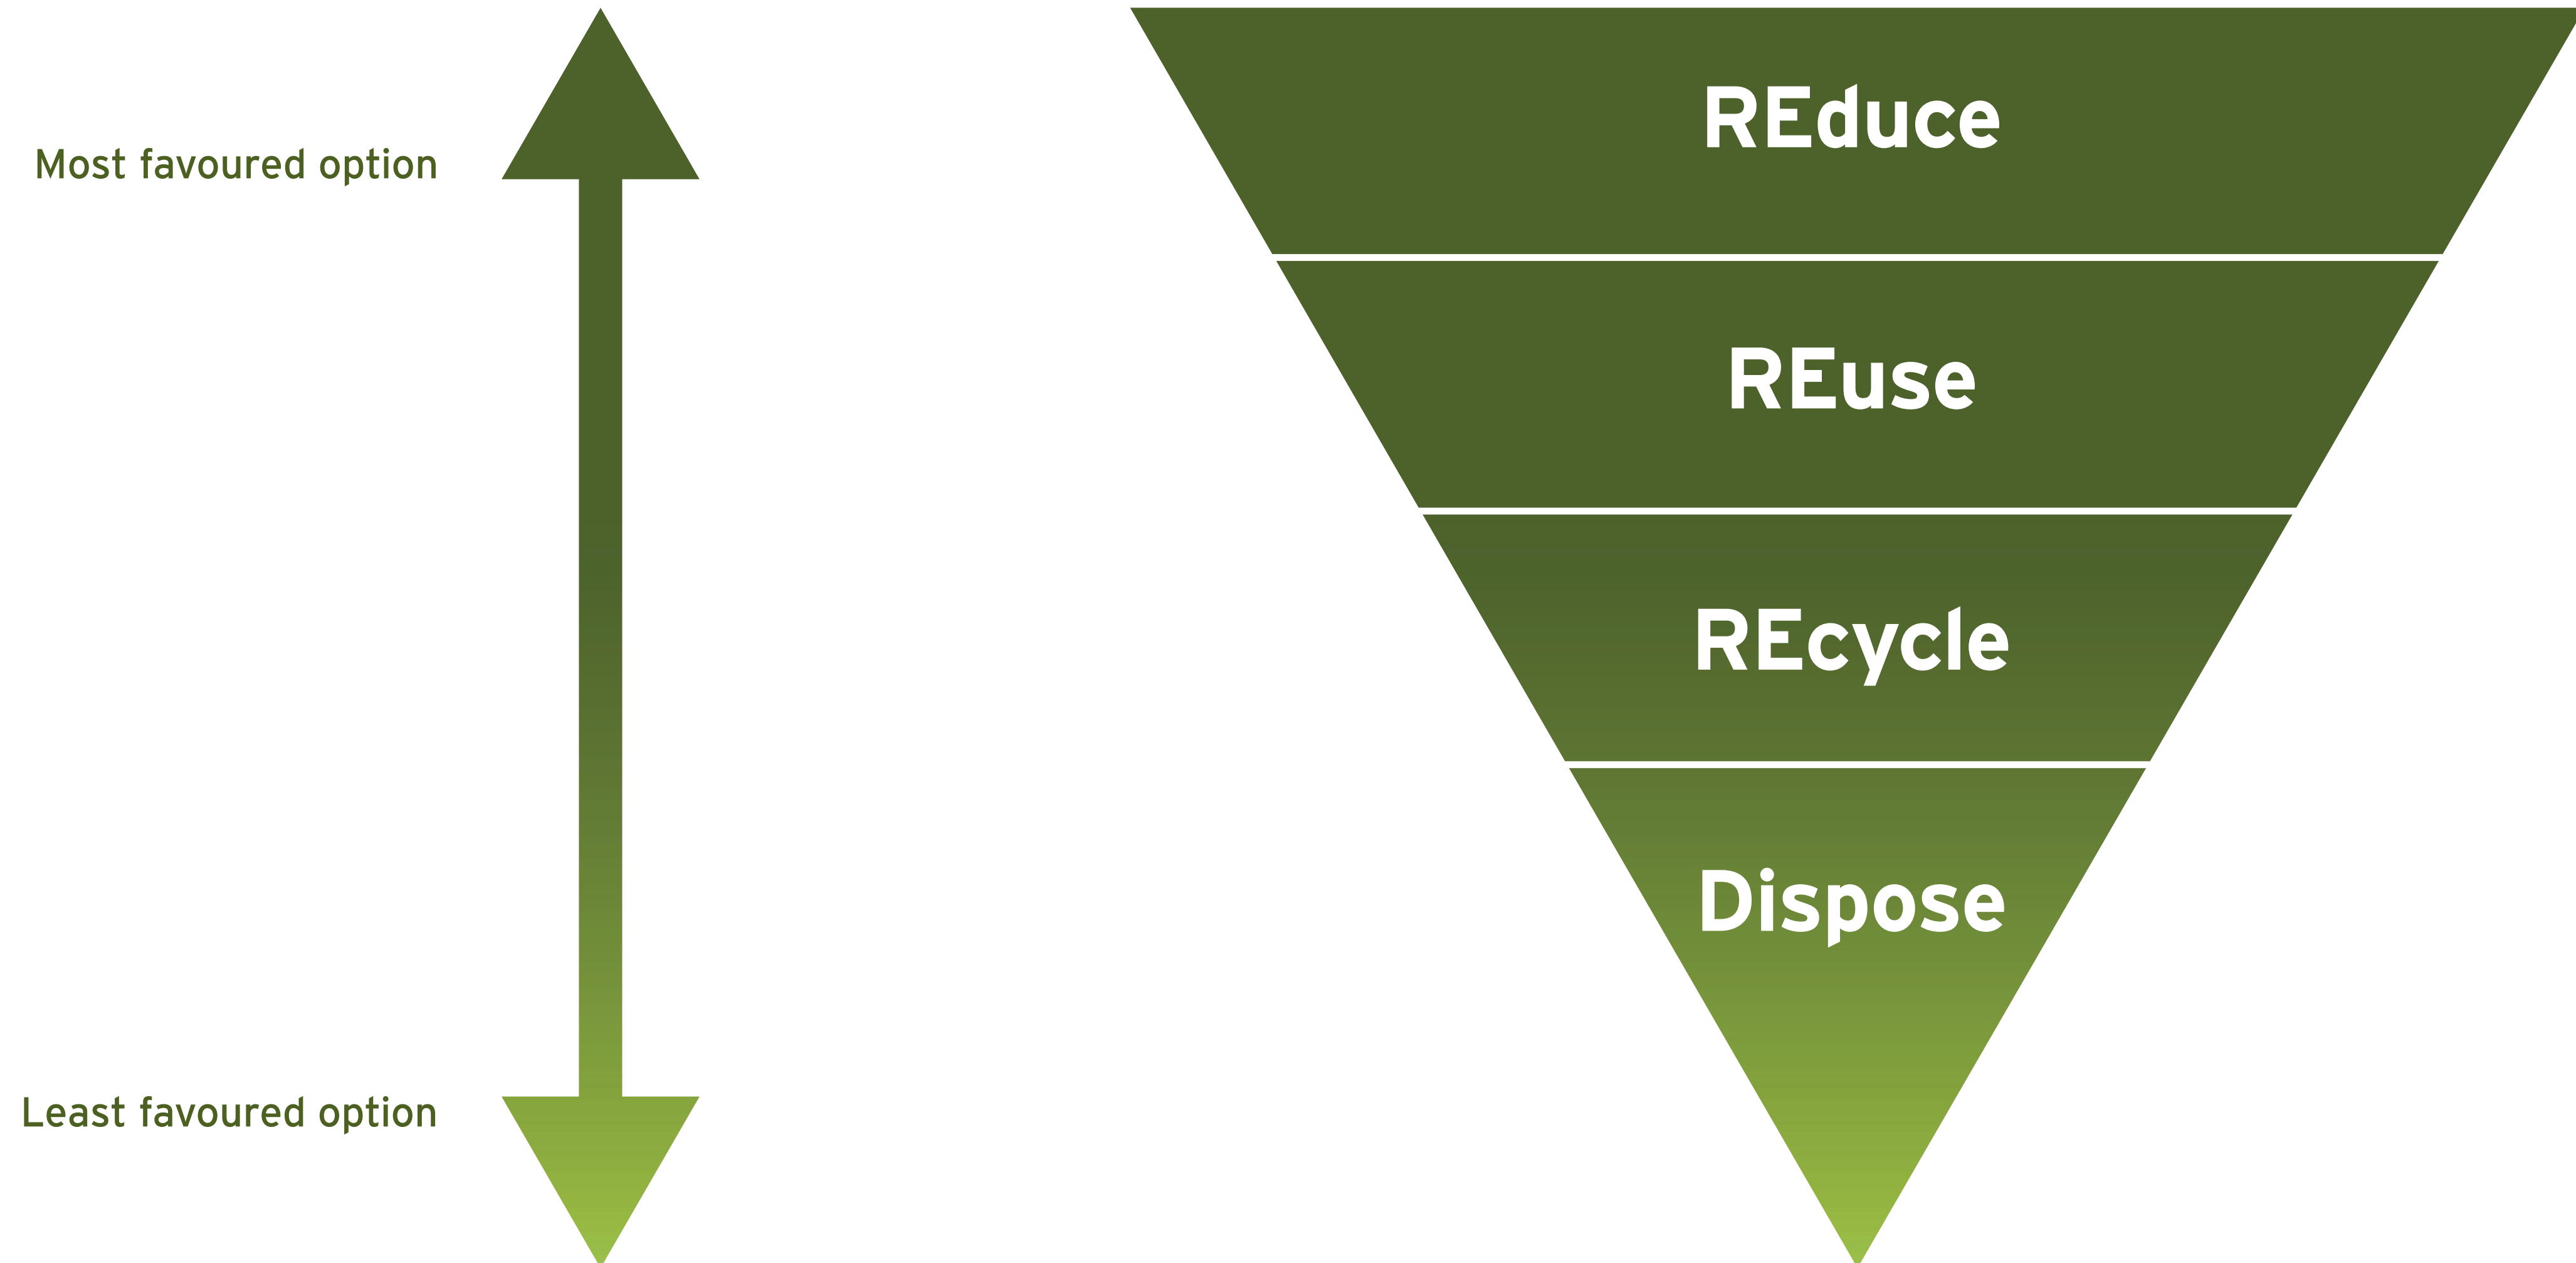 REduce
Most favoured option
REuse
REcycle
Dispose
Least favoured option